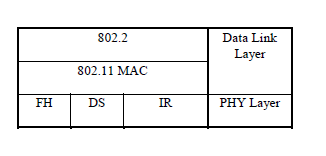 802.2
Data Link
Layer
802.11 MAC
FH
DS
IR
PHY Layer